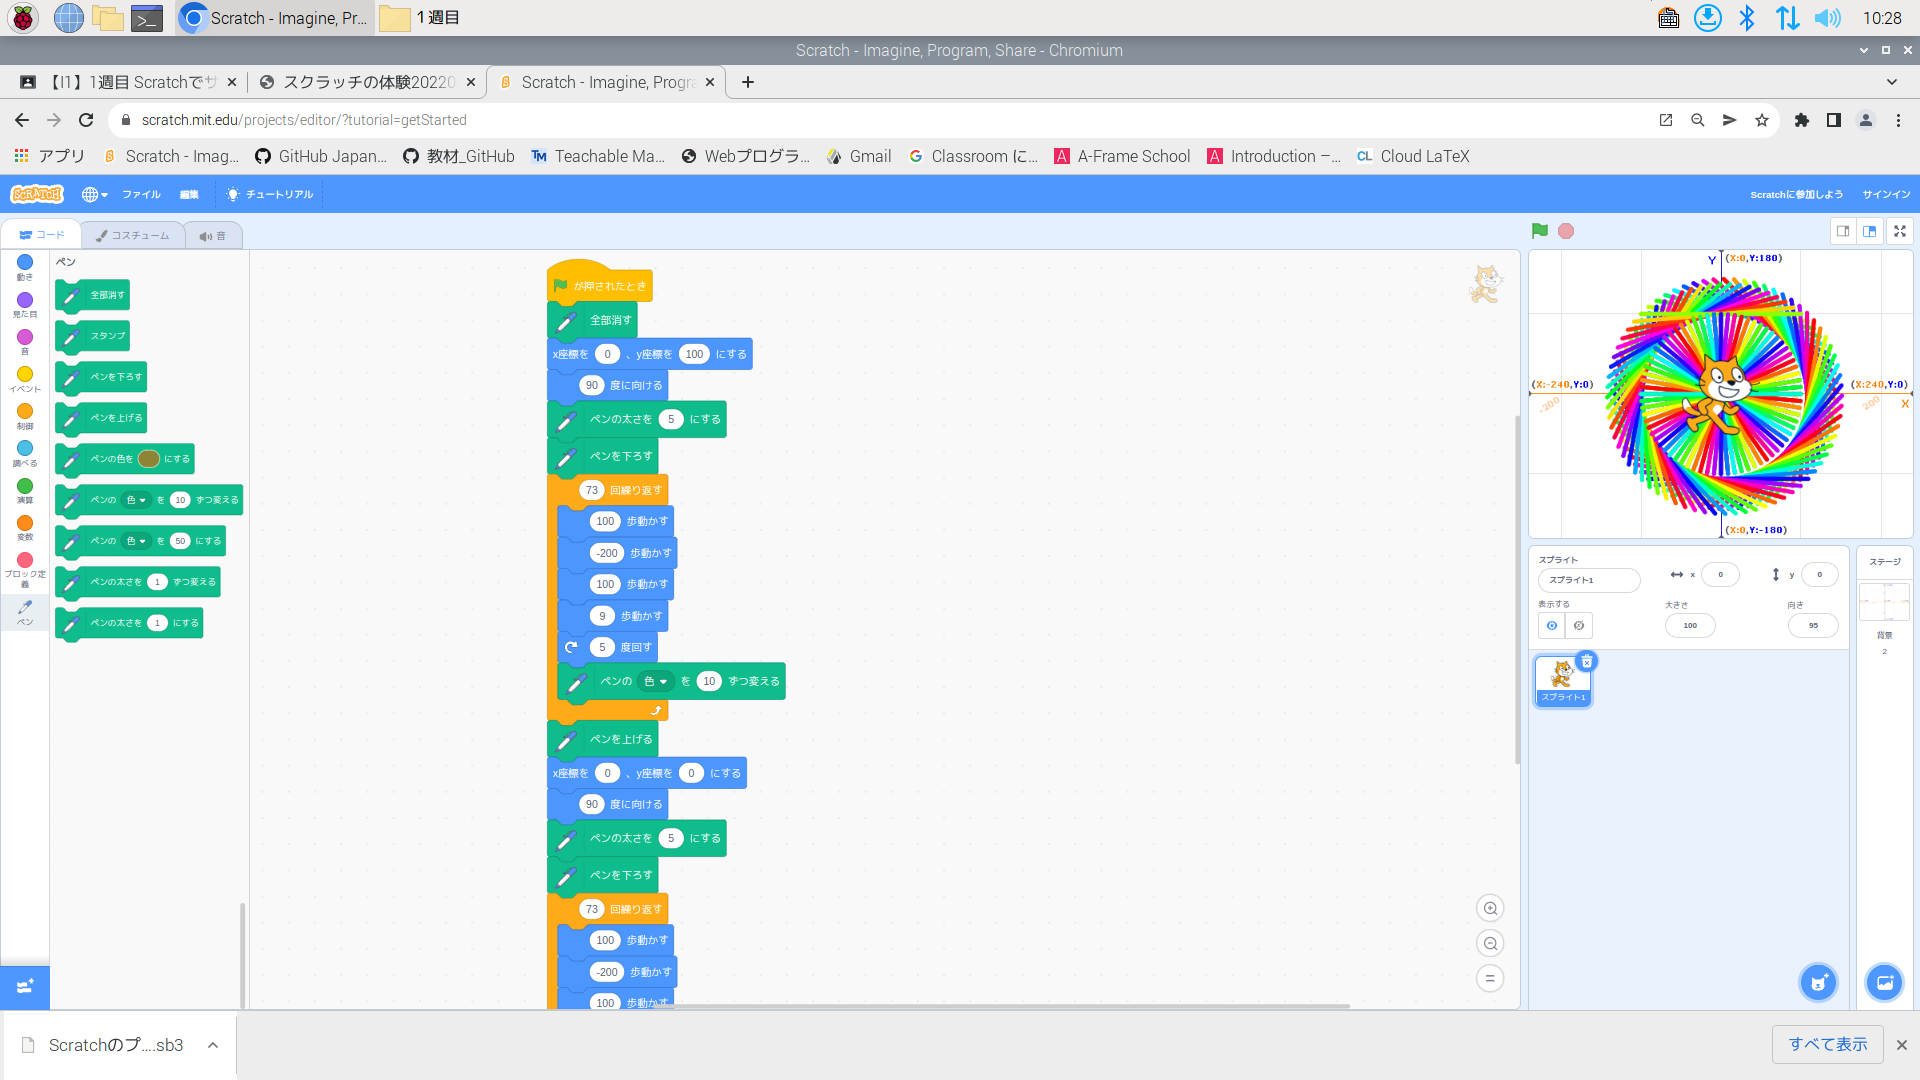 Scratch - Imagine, Pr...
1週目
10:28
Scratch - Imagine, Program, Share - Chromium
【I1】1週目 Scratchでサ
スクラッチの体験20220
Scratch - Imagine, Progra
scratch.mit.edu/projects/editor/?tutorial=getStarted
アプリ
Scratch - Imag...
GitHub Japan...
教材_GitHub
Teachable Ma...
Webプログラ...
Gmail
Classroom に...
A-Frame School
Introduction –...
Cloud LaTeX
SCRATCH
ファイル
編集
チュートリアル
Scratchに参加しよう
サインイン
コード
コスチューム
音
動き
見た目
音
イベント
制御
調べる
演算
変数
ブロック定義
ペン
ペン
全部消す
スタンプ
ペンを下ろす
ペンを上げる
ペンの色を にする
ペンの 色 を 10 ずつ変える
ペンの 色 を 50 にする
ペンの太さを 1 ずつ変える
ペンの太さを 1 にする
が押されたとき
全部消す
x座標を 0 、y座標を 100 にする
90 度に向ける
ペンの太さを 5 にする
ペンを下ろす
73 回繰り返す
100 歩動かす
-200 歩動かす
100 歩動かす
9 歩動かす
5 度回す
ペンの 色 を 10 ずつ変える
ペンを上げる
x座標を 0 、y座標を 0 にする
90 度に向ける
ペンの太さを 5 にする
ペンを下ろす
73 回繰り返す
100 歩動かす
-200 歩動かす
100 歩動かす
Y
(X:0,Y:180)
(X:-240,Y:0)
(X:240,Y:0)
-200
200
X
(X:0,Y:-180)
スプライト
スプライト1
x 0
y 0
表示する
大きさ
100
向き
95
スプライト1
ステージ
背景
2
Scratchのプ....sb3
すべて表示